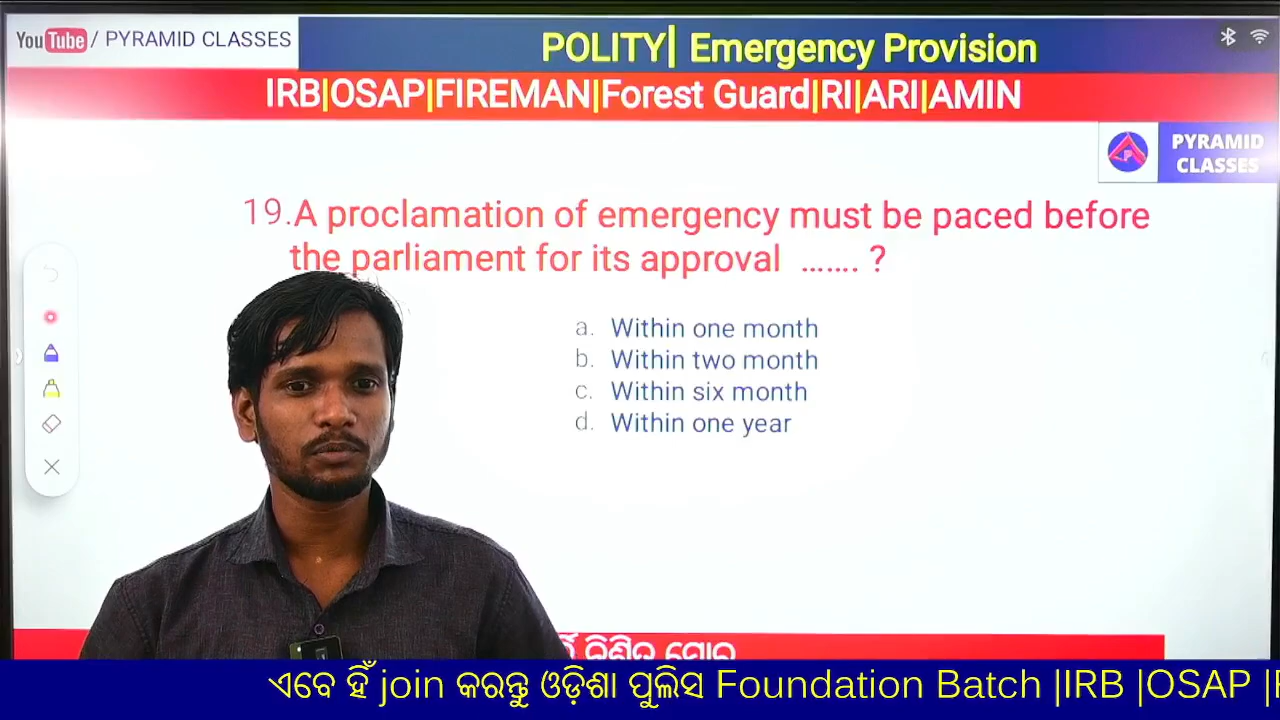 YouTube / PYRAMID CLASSES
POLITY| Emergency Provision
IRB|OSAP|FIREMAN|Forest Guard|RI|ARI|AMIN
PYRAMID
CLASSES
19.A proclamation of emergency must be paced before
the parliament for its approval ……. ?
a. Within one month
b. Within two month
c. Within six month
d. Within one year
ଏବେ ହିଁ join କରନ୍ତୁ ଓଡ଼ିଶା ପୁଲିସ Foundation Batch |IRB |OSAP |